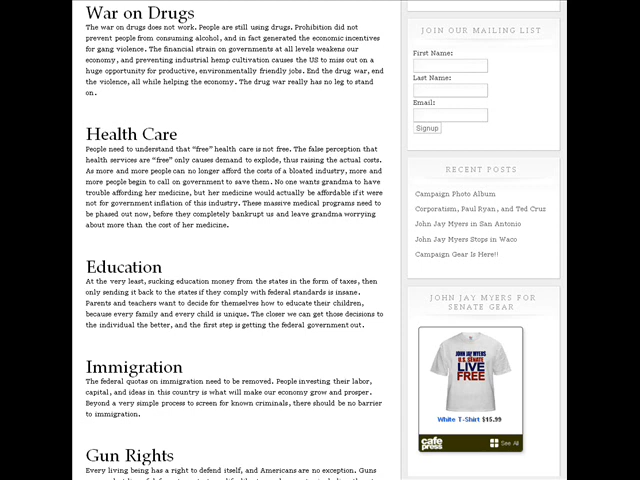 War on Drugs
The war on drugs does not work. People are still using drugs. Prohibition did not
prevent people from consuming alcohol, and in fact generated the economic incentives
for gang violence. The financial strain on governments at all levels weakens our
economy, and preventing industrial hemp cultivation causes the US to miss out on a
huge opportunity for productive, environmentally friendly jobs. End the drug war, end
the violence, all while helping the economy. The drug war really has no leg to stand
on.
Health Care
People need to understand that “free” health care is not free. The false perception that
health services are “free” only causes demand to explode, thus raising the actual costs.
As more and more people can no longer afford the costs of a bloated industry, more and
more people begin to call on government to save them. No one wants grandma to have
trouble affording her medicine, but her medicine would actually be affordable if it were
not for government inflation of this industry. These massive medical programs need to
be phased out now, before they completely bankrupt us and leave grandma worrying
about more than the cost of her medicine.
Education
At the very least, sucking education money from the states in the form of taxes, then
only sending it back to the states if they comply with federal standards is insane.
Parents and teachers want to decide for themselves how to educate their children,
because every family and every child is unique. The closer we can get those decisions to
the individual the better, and the first step is getting the federal government out.
Immigration
The federal quotas on immigration need to be removed. People investing their labor,
capital, and ideas in this country is what will make our economy grow and prosper.
Beyond a very simple process to screen for known criminals, there should be no barrier
to immigration.
Gun Rights
Every living being has a right to defend itself, and Americans are no exception. Guns
JOIN OUR MAILING LIST
First Name:
Last Name:
Email:
Signup
RECENT POSTS
Campaign Photo Album
Corporatism, Paul Ryan, and Ted Cruz
John Jay Myers in San Antonio
John Jay Myers Stops in Waco
Campaign Gear Is Here!!
JOHN JAY MYERS FOR
SENATE GEAR
JOHN JAY MYERS
U.S. SENATE
LIVE
FREE
White T-Shirt $15.99
cafe
press
See All